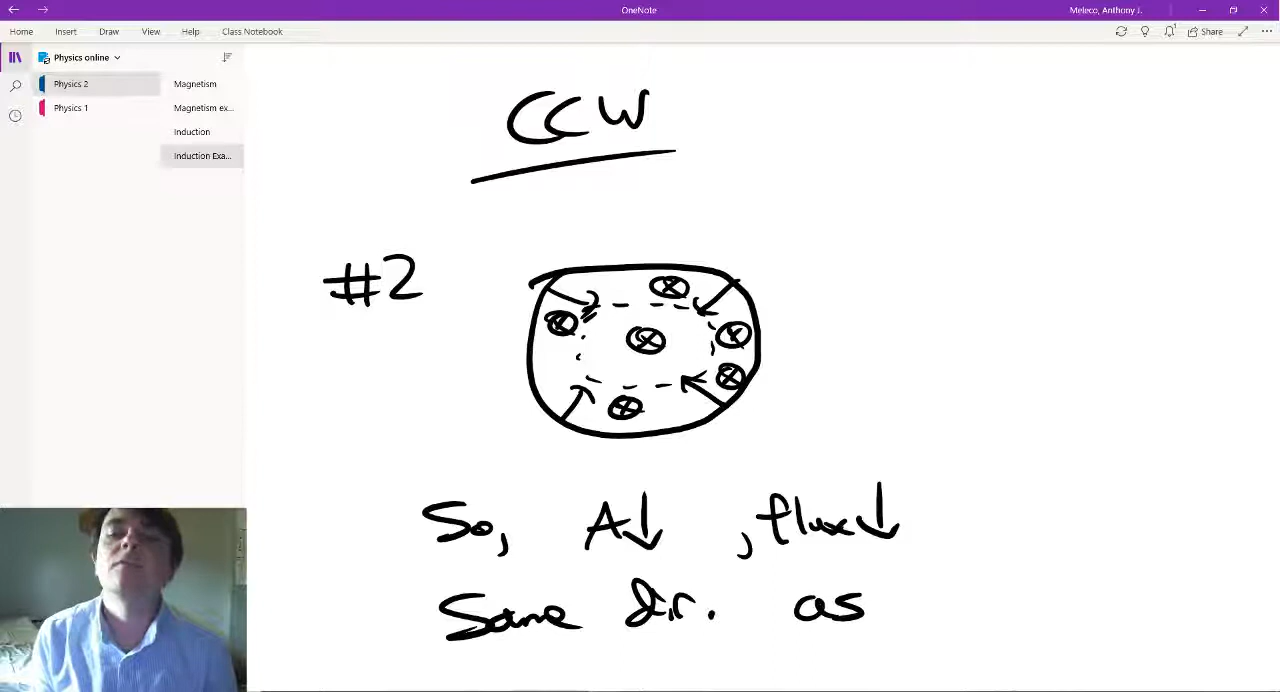 OneNote
Meleco, Anthony J.
Home Insert Draw View Help Class Notebook
Share
Physics online
Physics 2
Physics 1
Magnetism
Magnetism ex...
Induction
Induction Exa...
CCW
#2
So, A↓ , flux↓
Same dir. as